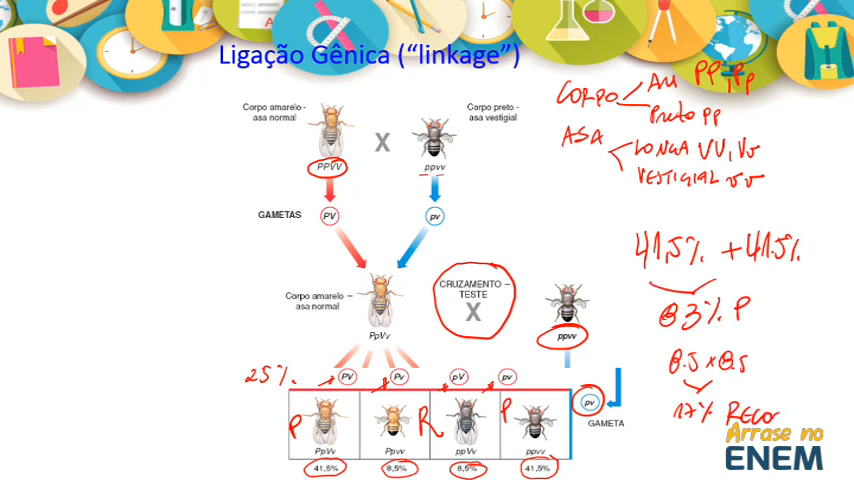 Ligação Gênica (“linkage”)
Corpo amarelo -
asa normal
Corpo preto -
asa vestigial
X
PPVV
ppvv
GAMETAS
PV
pv
Corpo amarelo –
asa normal
PpVv
CRUZAMENTO –
TESTE
X
ppvv
25%.
PV
Pv
pV
pv
pv
GAMETA
P
R
P
PpVv
Ppvv
ppVv
ppvv
41,5%
8,5%
8,5%
41,5%
CORPO
PP, Pp
Preto pp
ASA
LONGA VV, Vv
VESTIGIAL vv
41,5% + 41.5%
83% P
8.5 x 8.5
17% RECO
Arrase no
ENEM